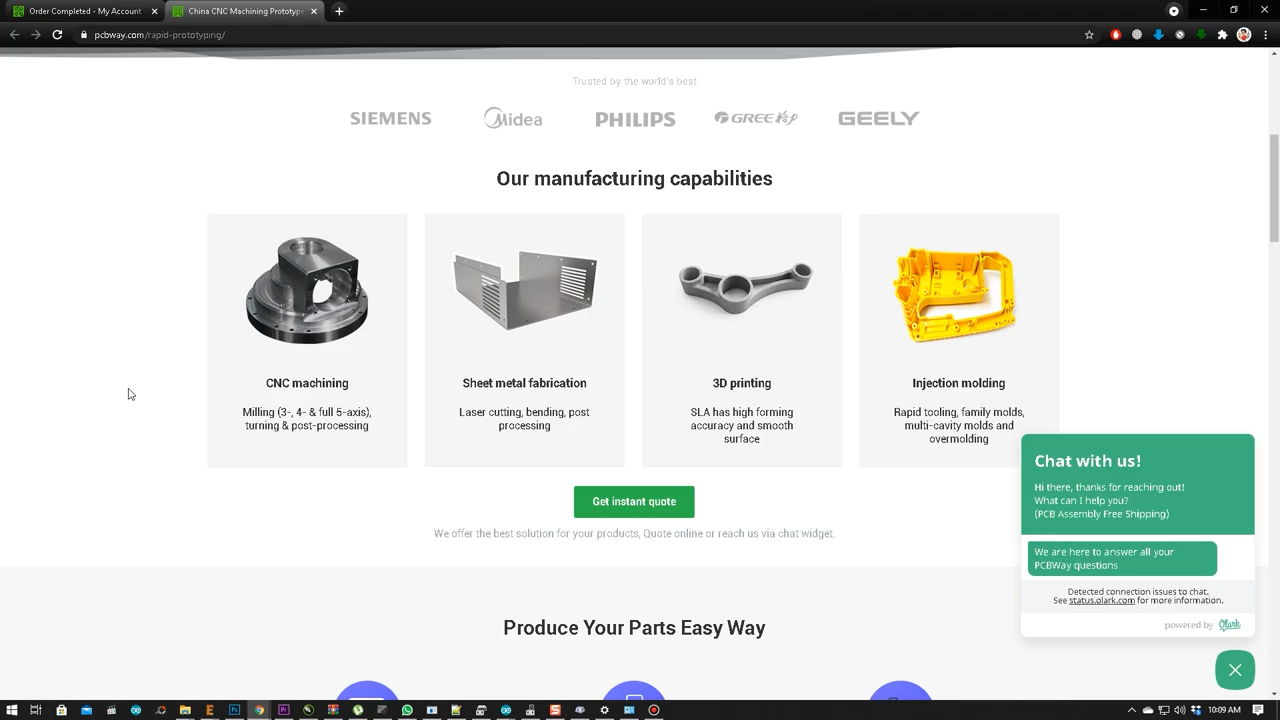 Order Completed - My Account
China CNC Machining Prototype
pcbway.com/rapid-prototyping/
Trusted by the world's best
SIEMENS
Midea
PHILIPS
GREE格力
GEELY
Our manufacturing capabilities
CNC machining
Milling (3-, 4- & full 5-axis),
turning & post-processing
Sheet metal fabrication
Laser cutting, bending, post
processing
3D printing
SLA has high forming
accuracy and smooth
surface
Injection molding
Rapid tooling, family molds,
multi-cavity molds and
overmolding
Get instant quote
We offer the best solution for your products, Quote online or reach us via chat widget.
Produce Your Parts Easy Way
Chat with us!
Hi there, thanks for reaching out!
What can I help you?
(PCB Assembly Free Shipping)
We are here to answer all your
PCBWay questions
Detected connection issues to chat.
See status.olark.com for more information.
powered by Olark
10:09 AM